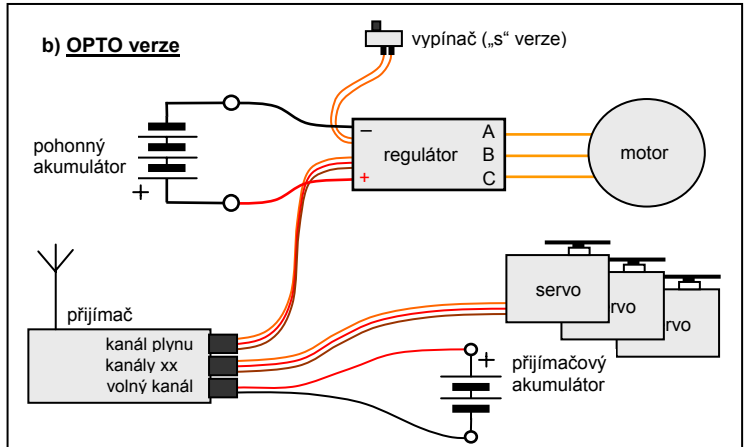 b) OPTO verze
vypínač („s“ verze)
pohonný
akumulátor
+
−
+
regulátor
A
B
C
motor
přijímač
kanál plynu
kanály xx
volný kanál
servo
rvo
rvo
+
přijímačový
akumulátor